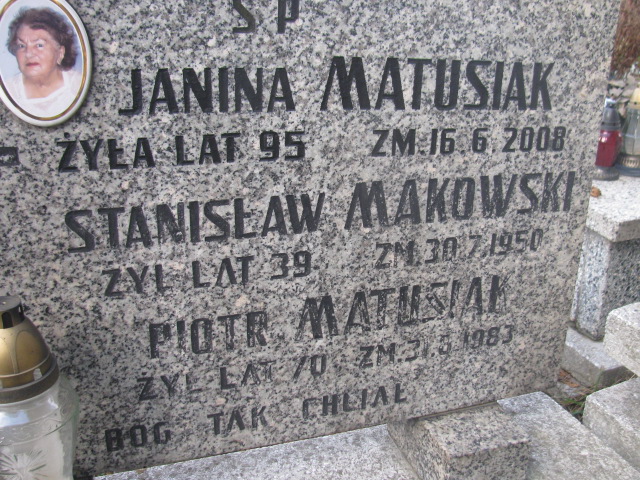 ŚP
JANINA MATUSIAK
ŻYŁA LAT 95 ZM. 16.6.2008
STANISŁAW MAKOWSKI
ŻYŁ LAT 39 ZM. 30.7.1950
PIOTR MATUSIAK
ŻYŁ LAT 70 ZM. 31.8.1983
BÓG TAK CHCIAŁ